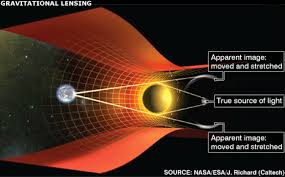 GRAVITATIONAL LENSING
Apparent image:
moved and stretched
True source of light
Apparent image:
moved and stretched
SOURCE: NASA/ESA/J. Richard (Caltech)